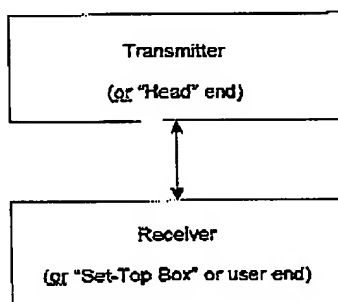 Transmitter
(or "Head" end)
Receiver
(or "Set-Top Box" or user end)